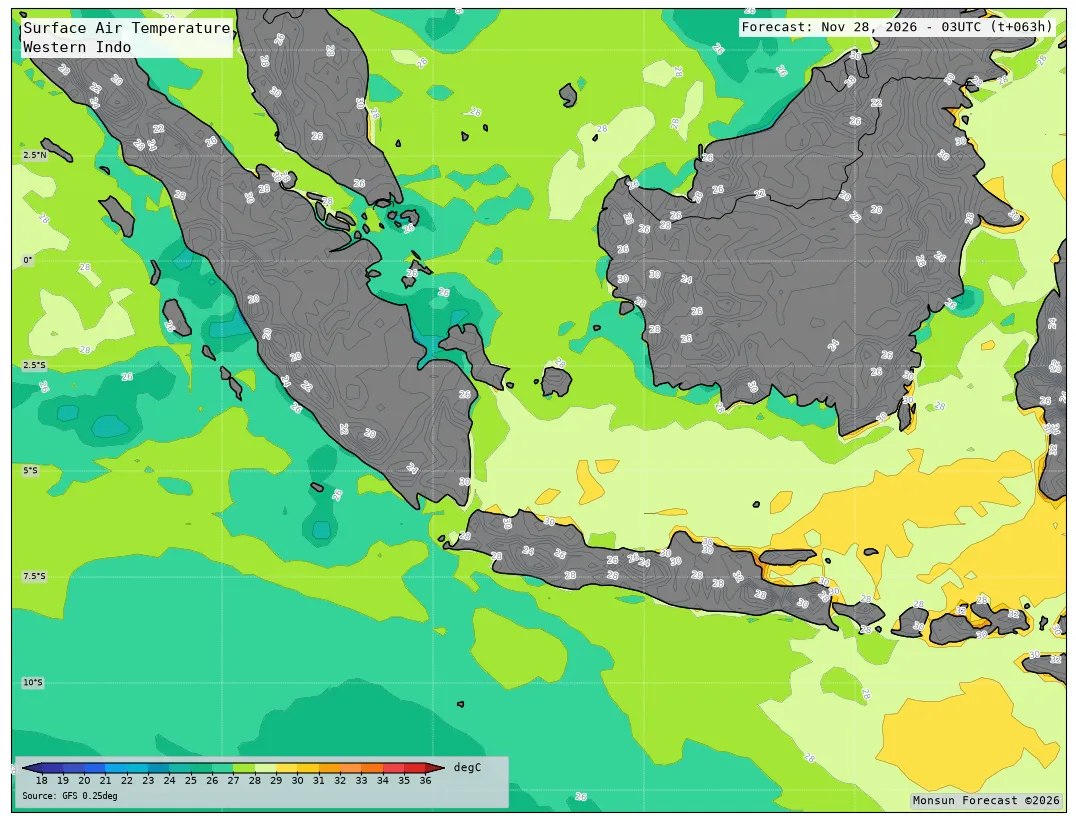 Surface Air Temperature
Western Indo
Forecast: Nov 28, 2026 - 03UTC (t+063h)
2.5°N
0°
2.5°S
5°S
7.5°S
10°S
degC
18 19 20 21 22 23 24 25 26 27 28 29 30 31 32 33 34 35 36
Source: GFS 0.25deg
Monsun Forecast ©2026